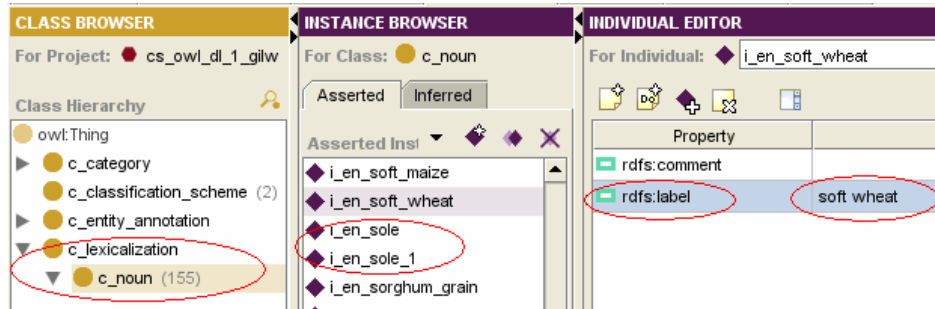 CLASS BROWSER
For Project: cs_owl_dl_1_gilw
Class Hierarchy
owl:Thing
c_category
c_classification_scheme (2)
c_entity_annotation
c_lexicalization
c_noun (155)
INSTANCE BROWSER
For Class: c_noun
Asserted Inferred
Asserted Inst
i_en_soft_maize
i_en_soft_wheat
i_en_sole
i_en_sole_1
i_en_sorghum_grain
INDIVIDUAL EDITOR
For Individual: i_en_soft_wheat
Property
rdfs:comment
rdfs:label soft wheat